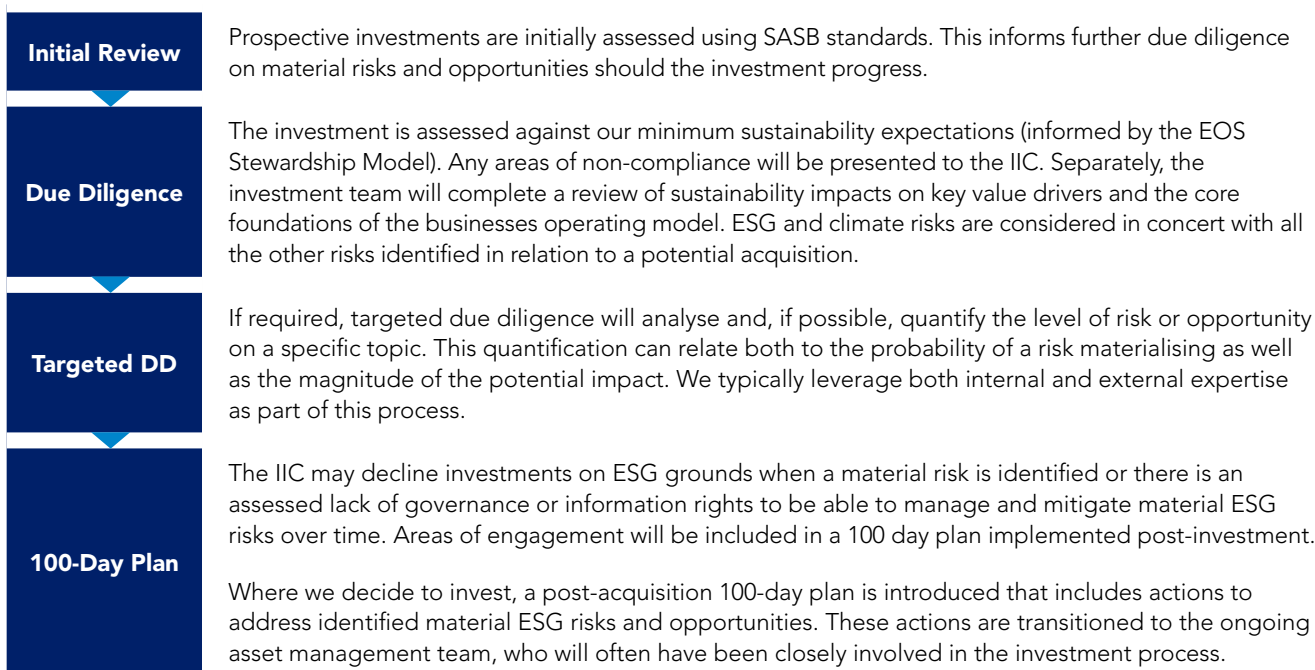 Initial Review
Prospective investments are initially assessed using SASB standards. This informs further due diligence
on material risks and opportunities should the investment progress.
Due Diligence
The investment is assessed against our minimum sustainability expectations (informed by the EOS
Stewardship Model). Any areas of non-compliance will be presented to the IIC. Separately, the
investment team will complete a review of sustainability impacts on key value drivers and the core
foundations of the businesses operating model. ESG and climate risks are considered in concert with all
the other risks identified in relation to a potential acquisition.
Targeted DD
If required, targeted due diligence will analyse and, if possible, quantify the level of risk or opportunity
on a specific topic. This quantification can relate both to the probability of a risk materialising as well
as the magnitude of the potential impact. We typically leverage both internal and external expertise
as part of this process.
100-Day Plan
The IIC may decline investments on ESG grounds when a material risk is identified or there is an
assessed lack of governance or information rights to be able to manage and mitigate material ESG
risks over time. Areas of engagement will be included in a 100 day plan implemented post-investment.
Where we decide to invest, a post-acquisition 100-day plan is introduced that includes actions to
address identified material ESG risks and opportunities. These actions are transitioned to the ongoing
asset management team, who will often have been closely involved in the investment process.